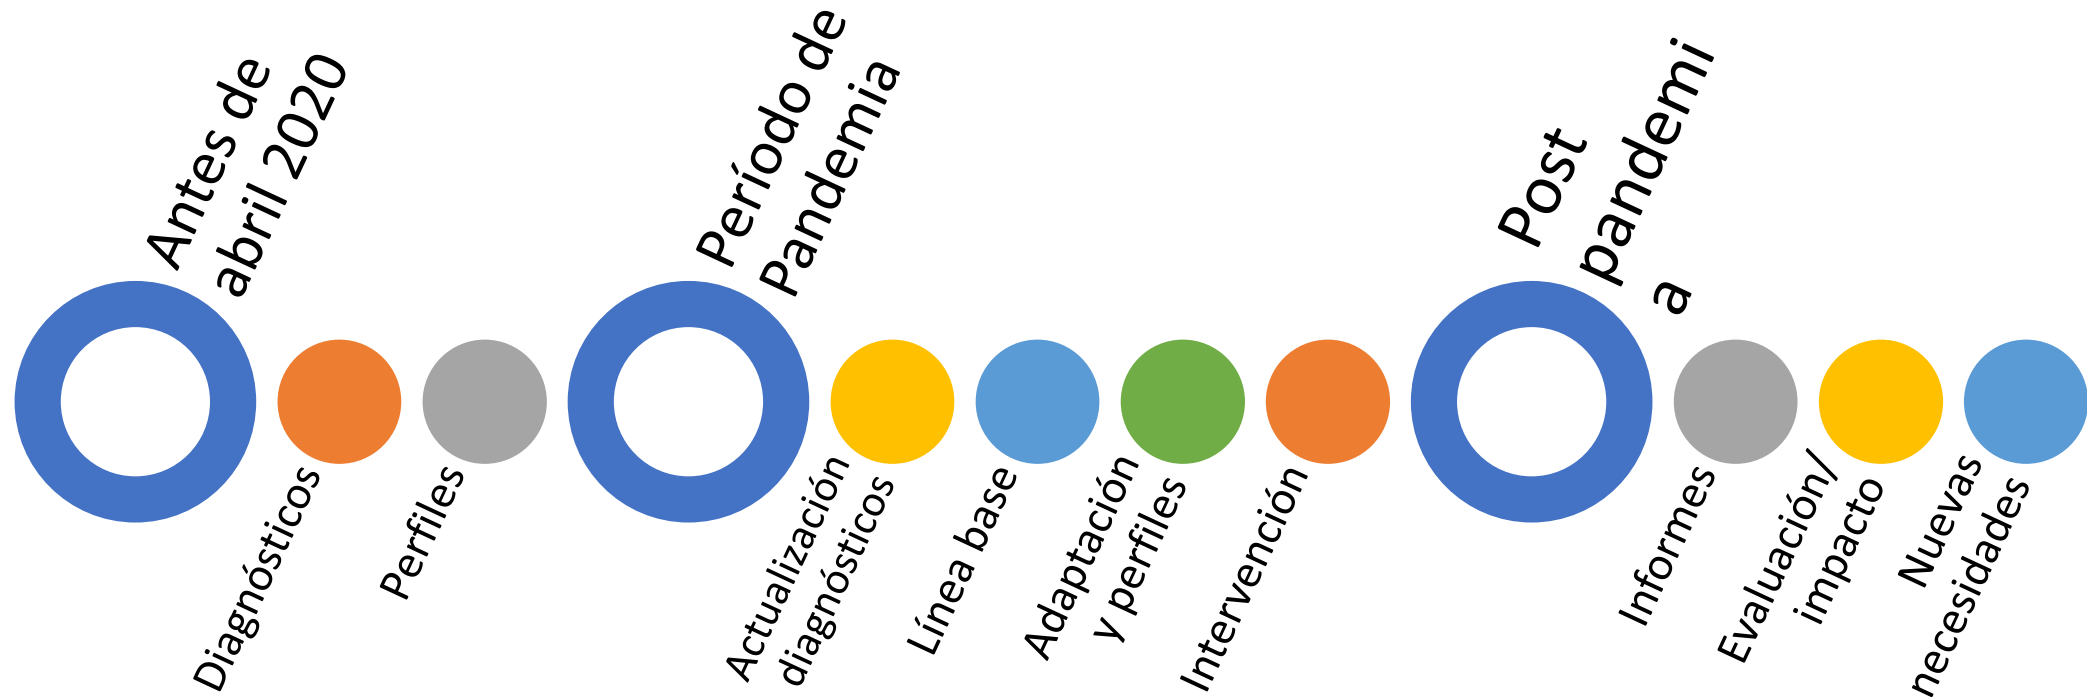 Antes de
abril 2020
Diagnósticos
Perfiles
Período de
Pandemia
Actualización
diagnósticos
Línea base
Adaptación
y perfiles
Intervención
Post
pandemi
a
Informes
Evaluación/
impacto
Nuevas
necesidades